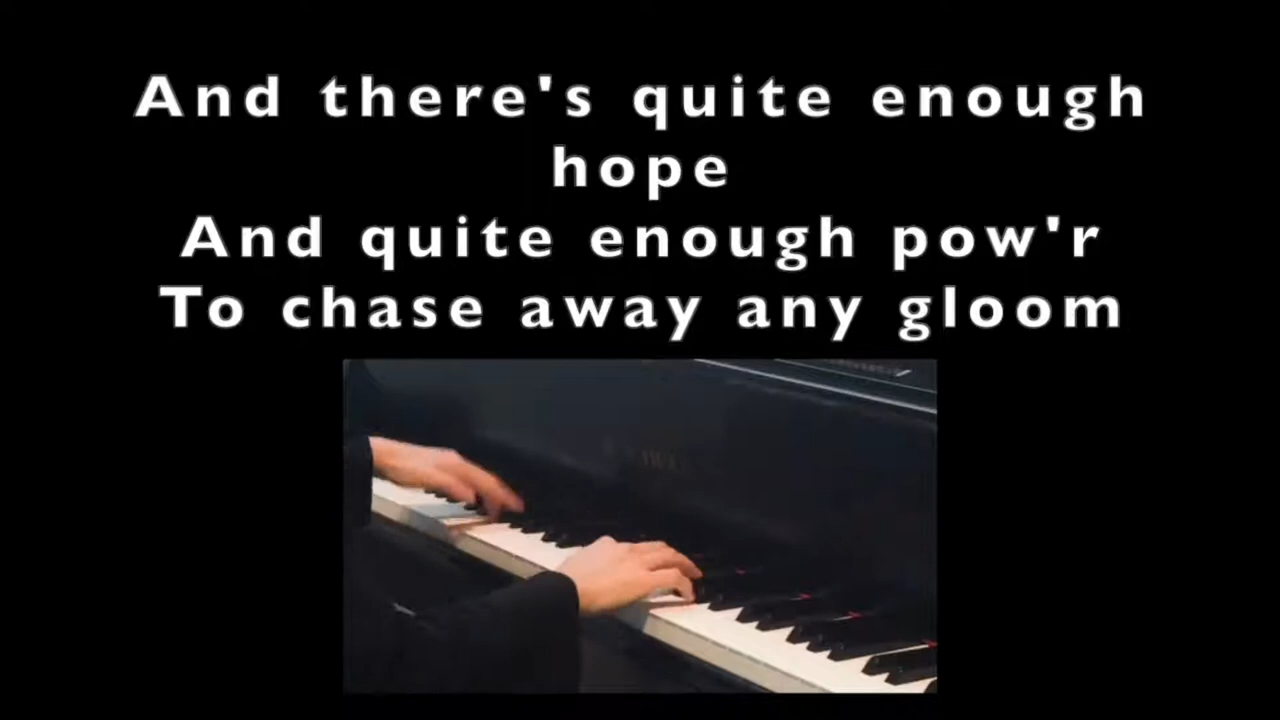 And there's quite enough
hope
And quite enough pow'r
To chase away any gloom